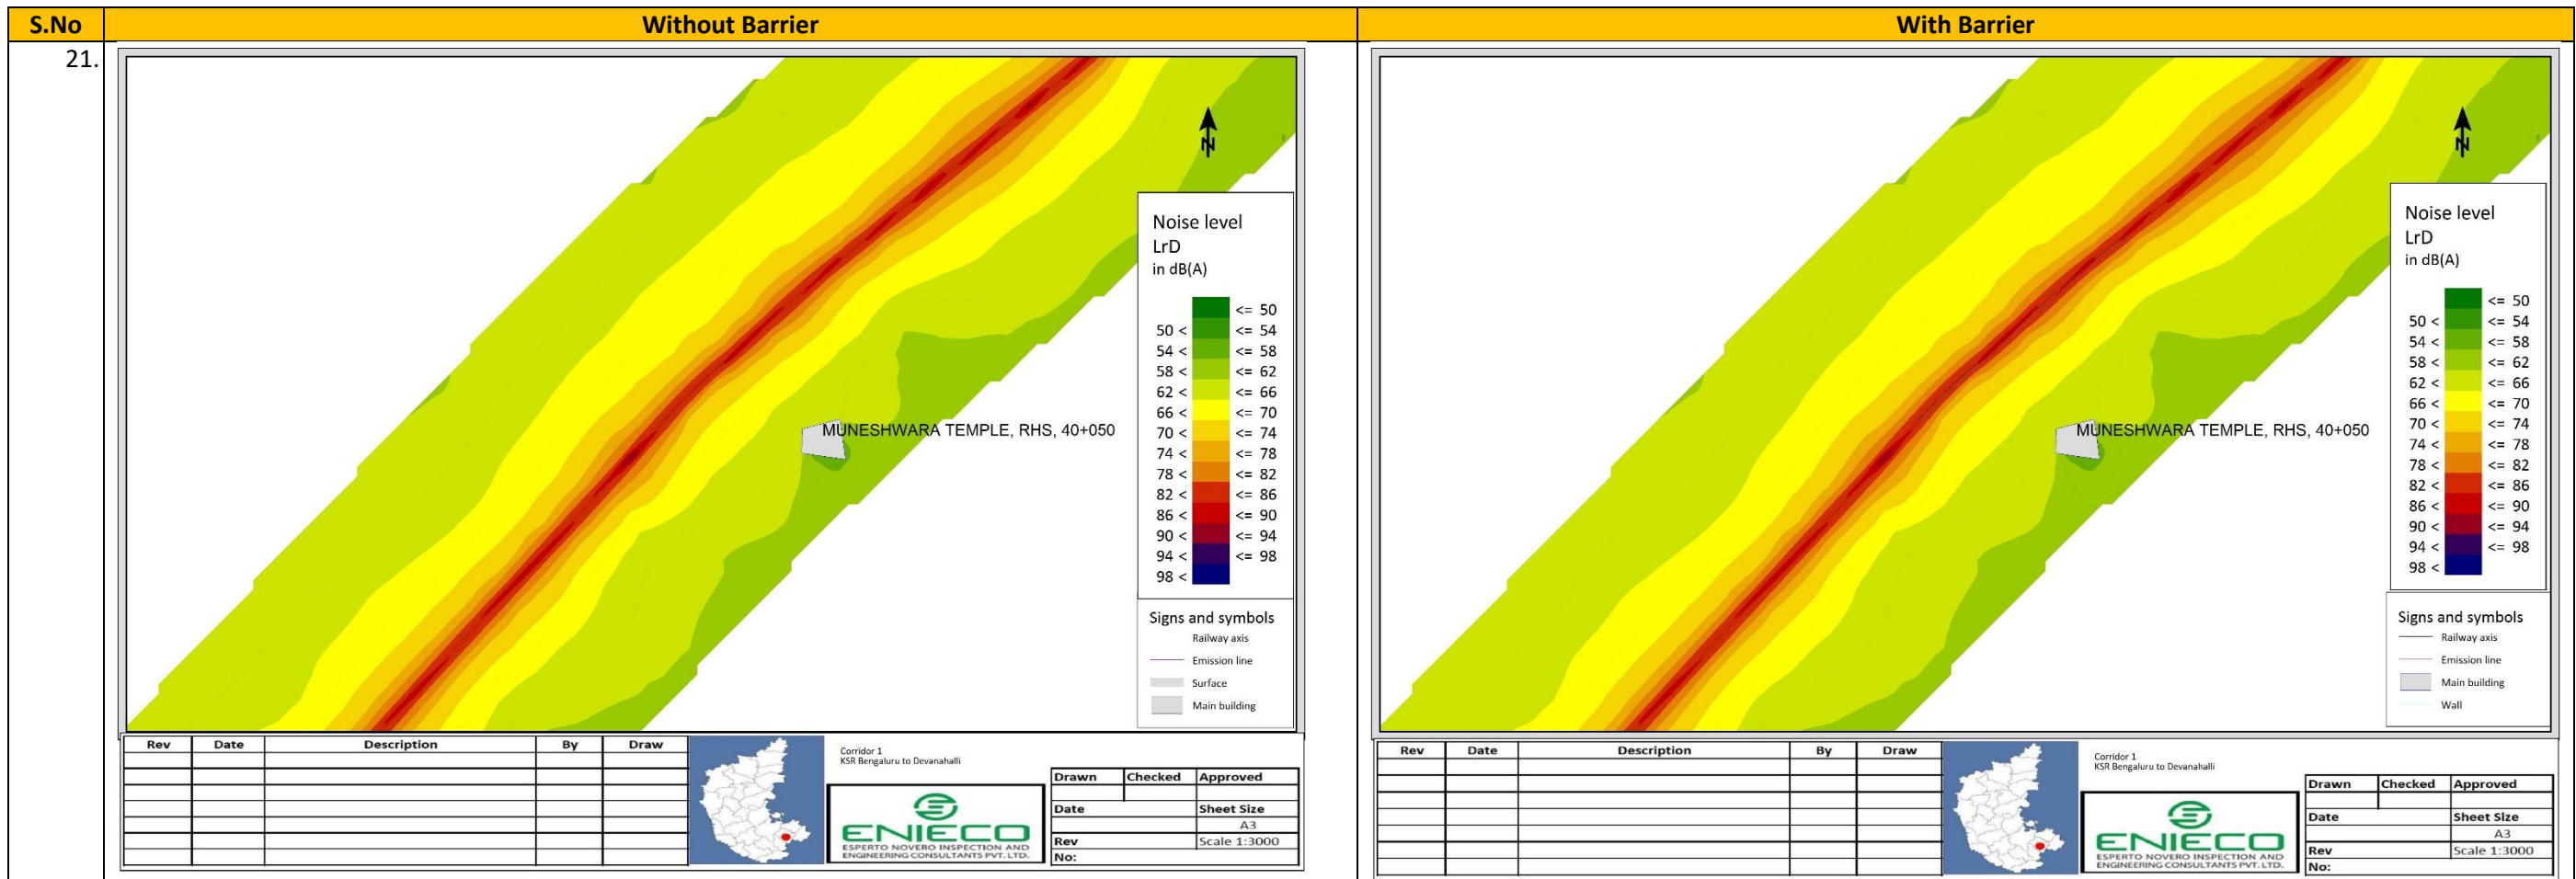 S.No Without Barrier With Barrier
21.
N
Noise level
LrD
in dB(A)
<= 50
50 < <= 54
54 < <= 58
58 < <= 62
62 < <= 66
66 < <= 70
70 < <= 74
74 < <= 78
78 < <= 82
82 < <= 86
86 < <= 90
90 < <= 94
94 < <= 98
98 <
MUNESHWARA TEMPLE, RHS, 40+050
Signs and symbols
Railway axis
Emission line
Surface
Main building
Rev Date Description By Draw
Corridor 1
KSR Bengaluru to Devanahalli
ENIECO
ESPERTO NOVERO INSPECTION AND
ENGINEERING CONSULTANTS PVT. LTD.
Drawn Checked Approved
Date Sheet Size
A3
Rev Scale 1:3000
No:
N
Noise level
LrD
in dB(A)
<= 50
50 < <= 54
54 < <= 58
58 < <= 62
62 < <= 66
66 < <= 70
70 < <= 74
74 < <= 78
78 < <= 82
82 < <= 86
86 < <= 90
90 < <= 94
94 < <= 98
98 <
MUNESHWARA TEMPLE, RHS, 40+050
Signs and symbols
Railway axis
Emission line
Main building
Wall
Rev Date Description By Draw
Corridor 1
KSR Bengaluru to Devanahalli
ENIECO
ESPERTO NOVERO INSPECTION AND
ENGINEERING CONSULTANTS PVT. LTD.
Drawn Checked Approved
Date Sheet Size
A3
Rev Scale 1:3000
No: